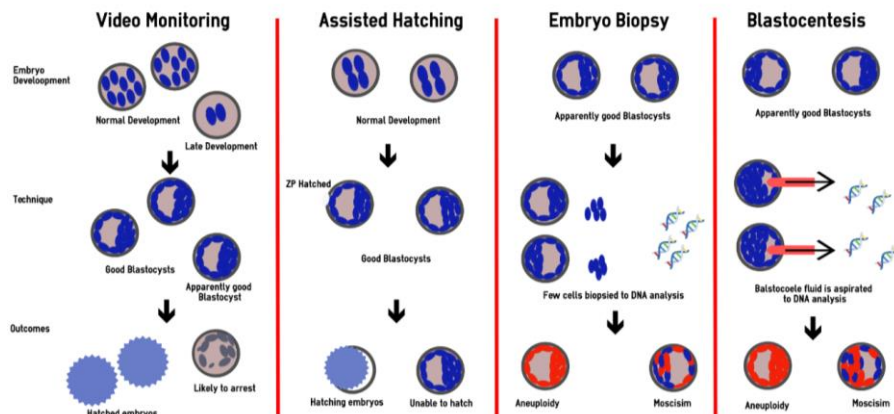 Video Monitoring
Assisted Hatching
Embryo Biopsy
Blastocentesis
Embryo
Develoopment
Normal Development
Late Development
Normal Development
Apparently good Blastocysts
Apparently good Blastocysts
Technique
ZP Hatched
Good Blastocysts
Apparently good
Blastocyst
Good Blastocysts
Few cells biopsied to DNA analysis
Balstocoele fluid is aspirated
to DNA analysis
Outcomes
Hatched embryos
Likely to arrest
Hatching embryos
Unable to hatch
Aneuploidy
Moscisim
Aneuploidy
Moscisim